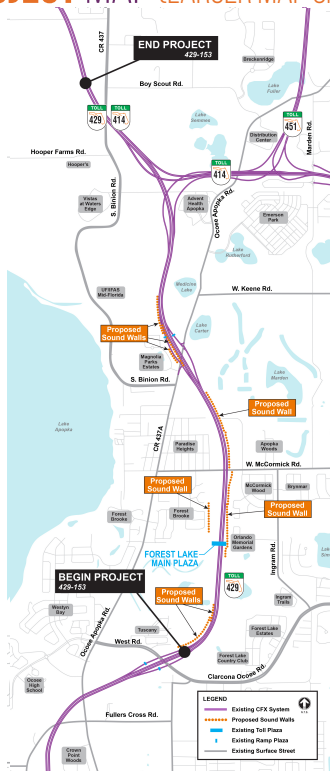 MAP
CR 437
END PROJECT
429-153
Breckenridge
Boy Scout Rd.
Lake
Fuller
TOLL
429
TOLL
414
Lake
Semmes
TOLL
451
Marden Rd.
Distribution
Center
Hooper Farms Rd.
Hooper's
TOLL
414
Ocoee Apopka Rd.
S. Binion Rd.
Vistas
at Waters
Edge
Advent
Health
Apopka
Emerson
Park
Lake
Rutherford
Medicine
Lake
UF/IFAS
Mid-Florida
W. Keene Rd.
Proposed
Sound Walls
Lake
Carter
Magnolia
Parks
Estates
Lake
Marden
S. Binion Rd.
Proposed
Sound Wall
Lake
Apopka
CR 437A
Paradise
Heights
Apopka
Woods
W. McCormick Rd.
Proposed
Sound Wall
McCormick
Wood
Brynmar
Forest
Brooke
Forest
Brooke
Proposed
Sound Wall
Orlando
Memorial
Gardens
FOREST LAKE
MAIN PLAZA
Ingram Rd.
BEGIN PROJECT
429-153
TOLL
429
Proposed
Sound Walls
Ingram
Trails
Westyn
Bay
Ocoee Apopka Rd.
Tuscany
Forest Lake
Estates
West Rd.
Forest Lake
Country Club
Ocoee
High
School
Clarcona Ocoee Rd.
Fullers Cross Rd.
Crown
Point
Woods
LEGEND
Existing CFX System
Proposed Sound Walls
Existing Toll Plaza
Existing Ramp Plaza
Existing Surface Street